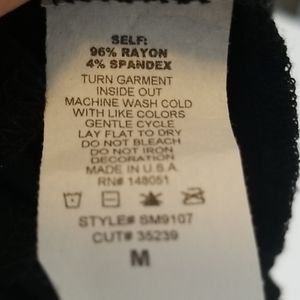 SELF:
96% RAYON
4% SPANDEX
TURN GARMENT
INSIDE OUT
MACHINE WASH COLD
WITH LIKE COLORS
GENTLE CYCLE
LAY FLAT TO DRY
DO NOT BLEACH
DO NOT IRON
DECORATION
MADE IN U.S.A.
RN# 148051
STYLE# SM9107
CUT# 35239
M